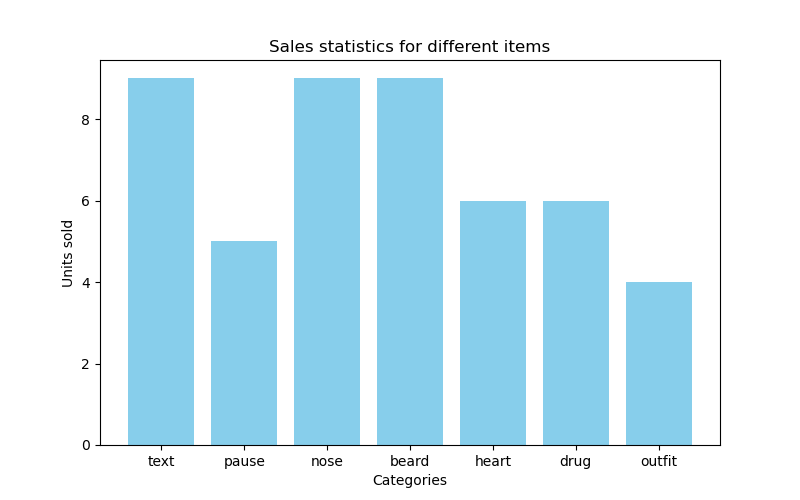 Sales statistics for different items
Units sold
8
6
4
2
0
text pause nose beard heart drug outfit
Categories